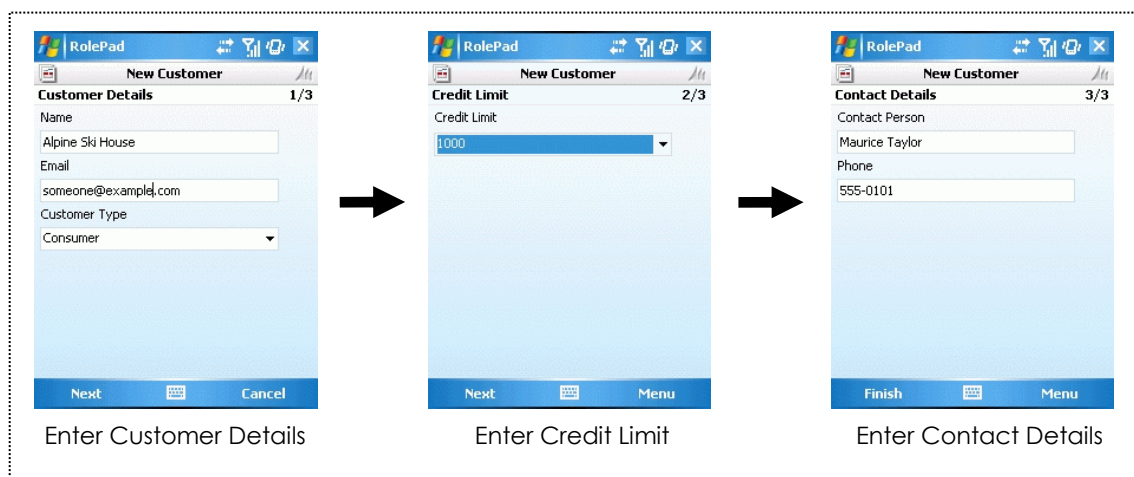 RolePad
New Customer
Customer Details 1/3
Name
Alpine Ski House
Email
someone@example.com
Customer Type
Consumer
Next Cancel
Enter Customer Details
RolePad
New Customer
Credit Limit 2/3
Credit Limit
1000
Next Menu
Enter Credit Limit
RolePad
New Customer
Contact Details 3/3
Contact Person
Maurice Taylor
Phone
555-0101
Finish Menu
Enter Contact Details